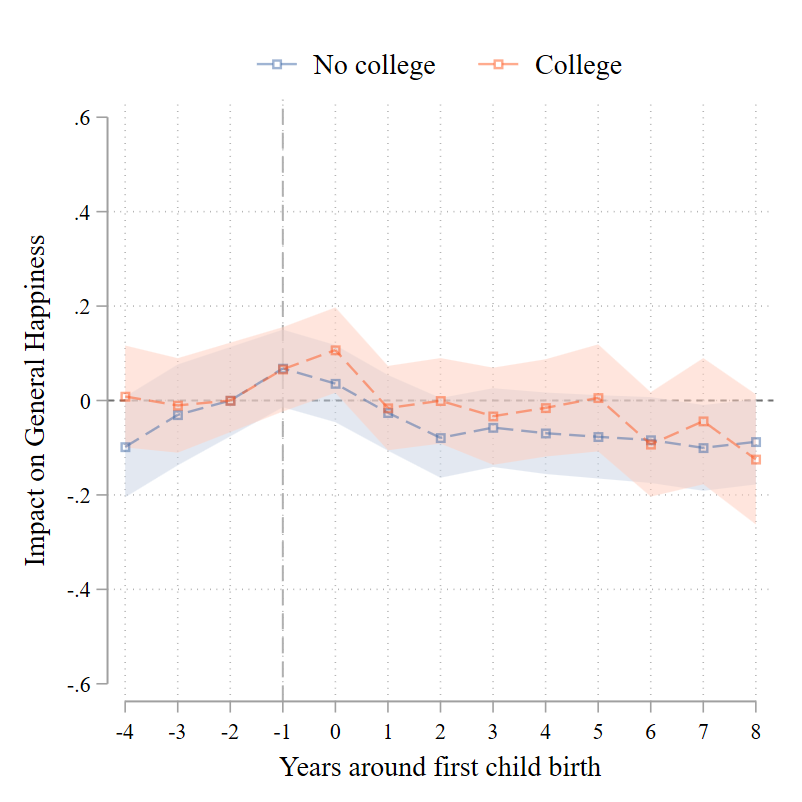 No college College
.6
.4
.2
0
-.2
-.4
-.6
Impact on General Happiness
-4 -3 -2 -1 0 1 2 3 4 5 6 7 8
Years around first child birth